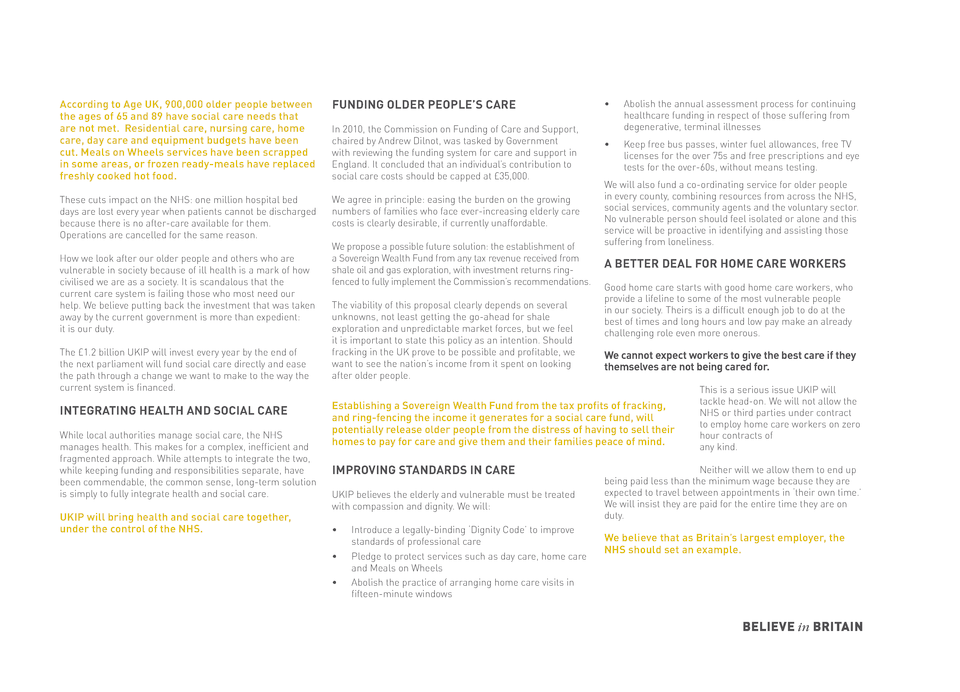 According to Age UK, 900,000 older people between
the ages of 65 and 89 have social care needs that
are not met. Residential care, nursing care, home
care, day care and equipment budgets have been
cut. Meals on Wheels services have been scrapped
in some areas, or frozen ready-meals have replaced
freshly cooked hot food.
These cuts impact on the NHS: one million hospital bed
days are lost every year when patients cannot be discharged
because there is no after-care available for them.
Operations are cancelled for the same reason.
How we look after our older people and others who are
vulnerable in society because of ill health is a mark of how
civilised we are as a society. It is scandalous that the
current care system is failing those who most need our
help. We believe putting back the investment that was taken
away by the current government is more than expedient:
it is our duty.
The £1.2 billion UKIP will invest every year by the end of
the next parliament will fund social care directly and ease
the path through a change we want to make to the way the
current system is financed.
INTEGRATING HEALTH AND SOCIAL CARE
While local authorities manage social care, the NHS
manages health. This makes for a complex, inefficient and
fragmented approach. While attempts to integrate the two,
while keeping funding and responsibilities separate, have
been commendable, the common sense, long-term solution
is simply to fully integrate health and social care.
UKIP will bring health and social care together,
under the control of the NHS.
FUNDING OLDER PEOPLE'S CARE
In 2010, the Commission on Funding of Care and Support,
chaired by Andrew Dilnot, was tasked by Government
with reviewing the funding system for care and support in
England. It concluded that an individual's contribution to
social care costs should be capped at £35,000.
We agree in principle: easing the burden on the growing
numbers of families who face ever-increasing elderly care
costs is clearly desirable, if currently unaffordable.
We propose a possible future solution: the establishment of
a Sovereign Wealth Fund from any tax revenue received from
shale oil and gas exploration, with investment returns ring-
fenced to fully implement the Commission's recommendations.
The viability of this proposal clearly depends on several
unknowns, not least getting the go-ahead for shale
exploration and unpredictable market forces, but we feel
it is important to state this policy as an intention. Should
fracking in the UK prove to be possible and profitable, we
want to see the nation's income from it spent on looking
after older people.
Establishing a Sovereign Wealth Fund from the tax profits of fracking,
and ring-fencing the income it generates for a social care fund, will
potentially release older people from the distress of having to sell their
homes to pay for care and give them and their families peace of mind.
IMPROVING STANDARDS IN CARE
UKIP believes the elderly and vulnerable must be treated
with compassion and dignity. We will:
• Introduce a legally-binding 'Dignity Code' to improve
standards of professional care
• Pledge to protect services such as day care, home care
and Meals on Wheels
• Abolish the practice of arranging home care visits in
fifteen-minute windows
• Abolish the annual assessment process for continuing
healthcare funding in respect of those suffering from
degenerative, terminal illnesses
• Keep free bus passes, winter fuel allowances, free TV
licenses for the over 75s and free prescriptions and eye
tests for the over-60s, without means testing.
We will also fund a co-ordinating service for older people
in every county, combining resources from across the NHS,
social services, community agents and the voluntary sector.
No vulnerable person should feel isolated or alone and this
service will be proactive in identifying and assisting those
suffering from loneliness.
A BETTER DEAL FOR HOME CARE WORKERS
Good home care starts with good home care workers, who
provide a lifeline to some of the most vulnerable people
in our society. Theirs is a difficult enough job to do at the
best of times and long hours and low pay make an already
challenging role even more onerous.
We cannot expect workers to give the best care if they
themselves are not being cared for.
This is a serious issue UKIP will
tackle head-on. We will not allow the
NHS or third parties under contract
to employ home care workers on zero
hour contracts of
any kind.
Neither will we allow them to end up
being paid less than the minimum wage because they are
expected to travel between appointments in 'their own time.'
We will insist they are paid for the entire time they are on
duty.
We believe that as Britain's largest employer, the
NHS should set an example.
BELIEVE in BRITAIN